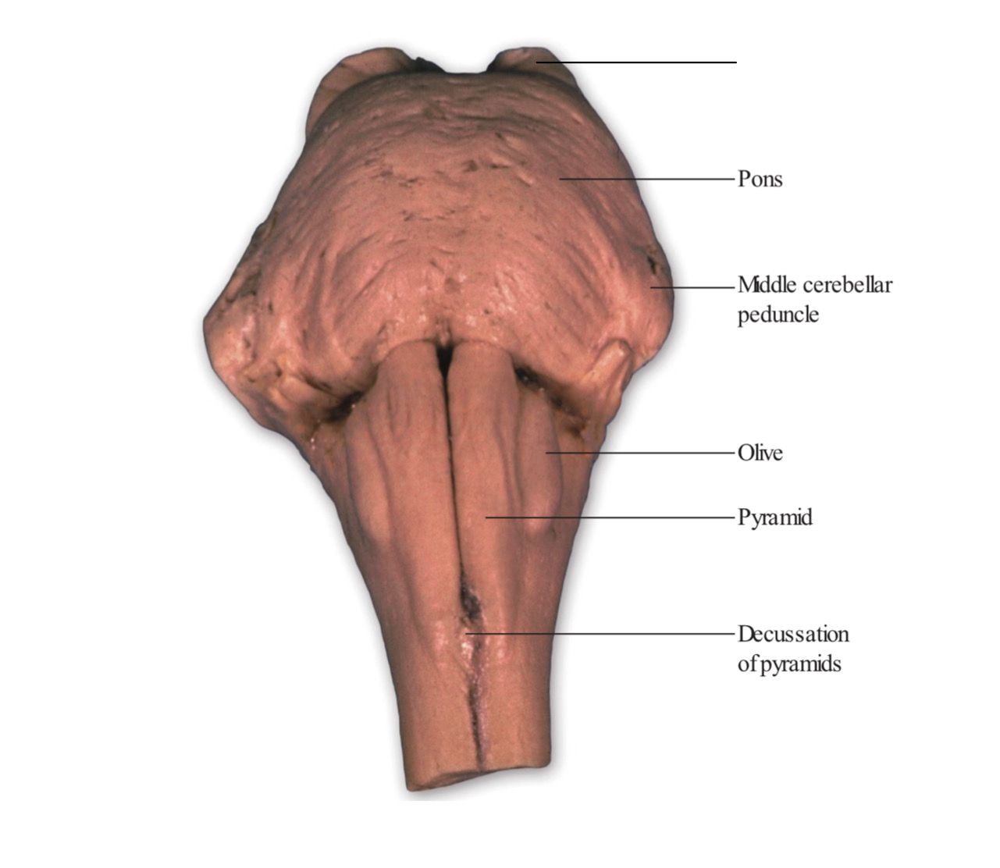 Pons
Middle cerebellar
peduncle
Olive
Pyramid
Decussation
of pyramids